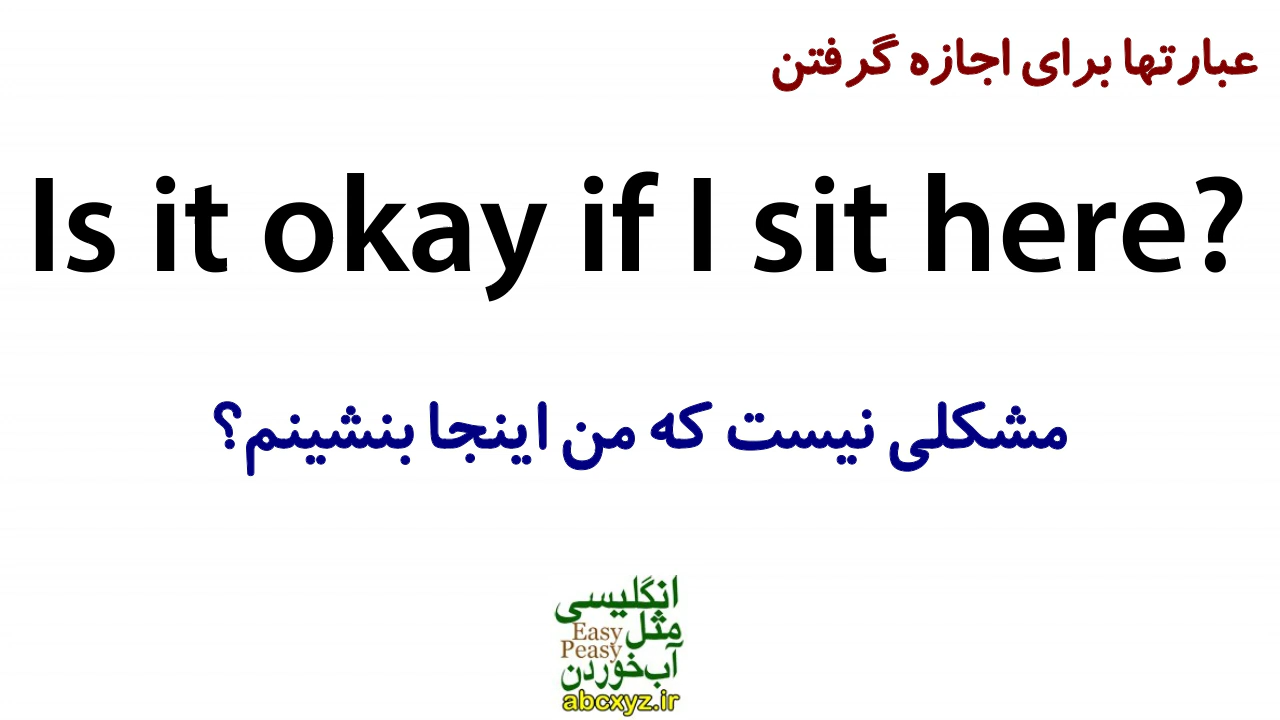 عبارتها برای اجازه گرفتن
Is it okay if I sit here?
مشکلی نیست که من اینجا بنشینم؟
انگلیسی
مثل
Easy
Peasy
آب‌خوردن
abcxyz.ir